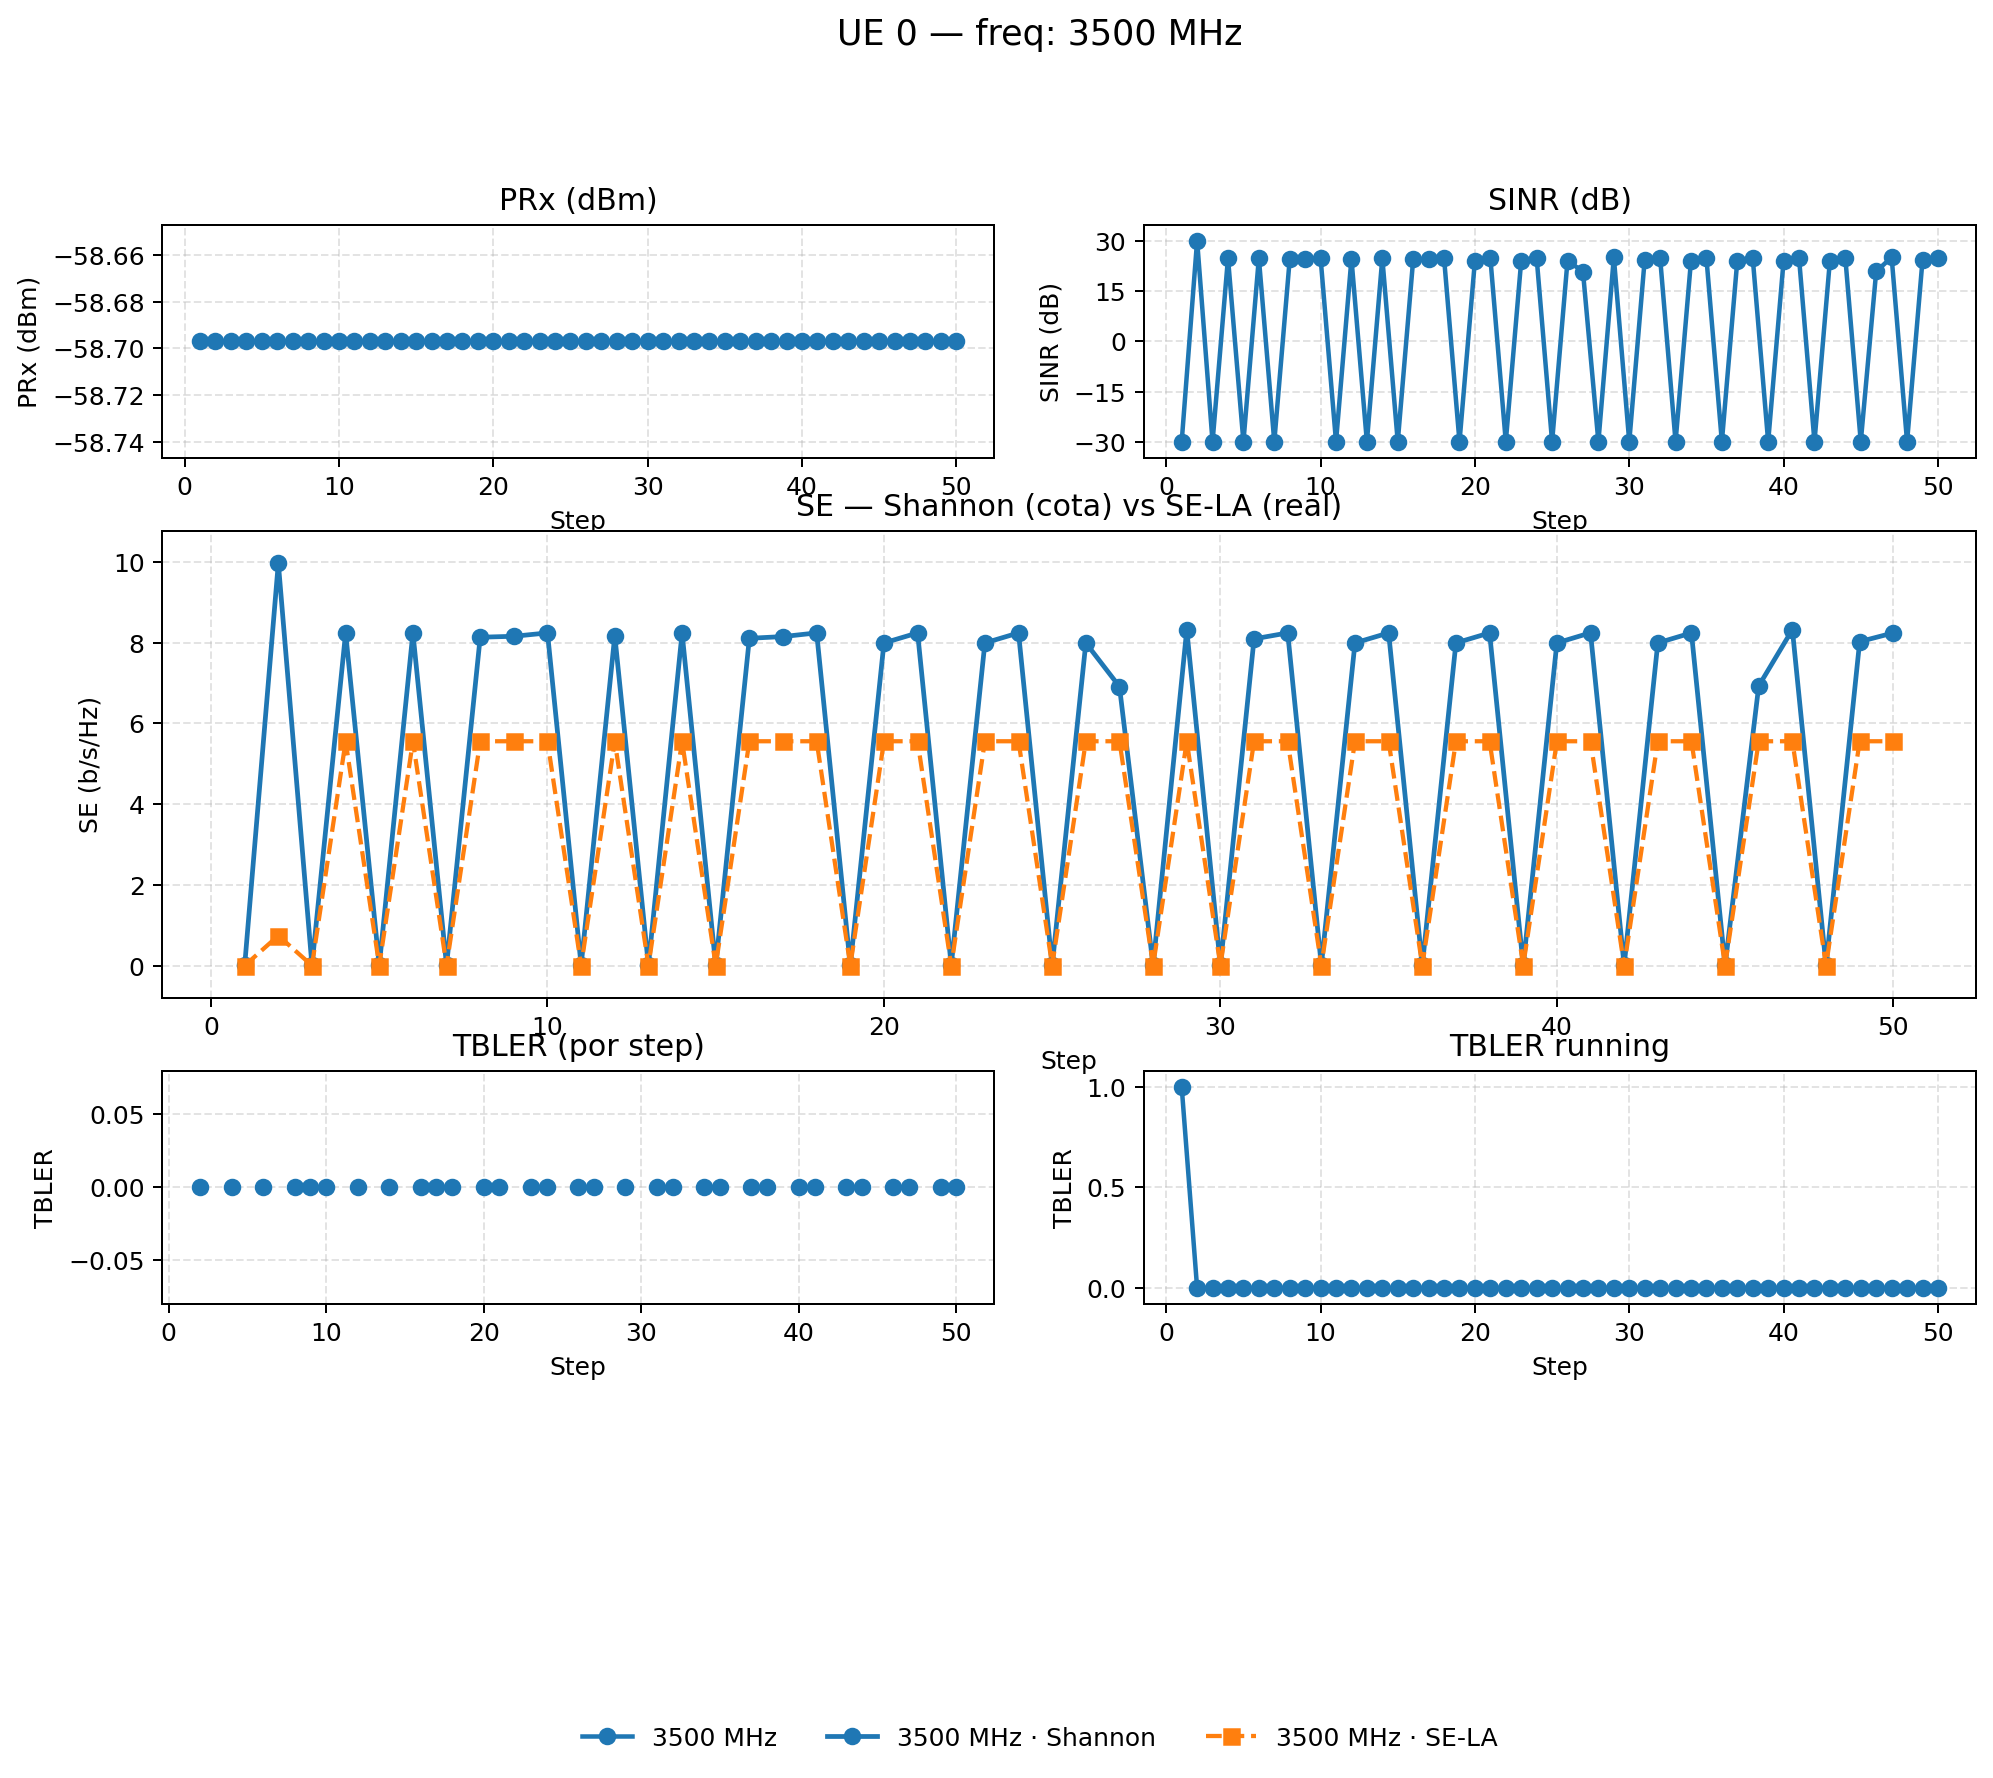 UE 0 — freq: 3500 MHz
PRx (dBm)
PRx (dBm)
−58.66
−58.68
−58.70
−58.72
−58.74
0 10 20 30 40 50
Step
SINR (dB)
SINR (dB)
30
15
0
−15
−30
0 10 20 30 40 50
Step
SE — Shannon (cota) vs SE-LA (real)
SE (b/s/Hz)
10
8
6
4
2
0
0 10 20 30 40 50
Step
TBLER (por step)
TBLER
0.05
0.00
−0.05
0 10 20 30 40 50
Step
TBLER running
TBLER
1.0
0.5
0.0
0 10 20 30 40 50
Step
3500 MHz 3500 MHz · Shannon 3500 MHz · SE-LA